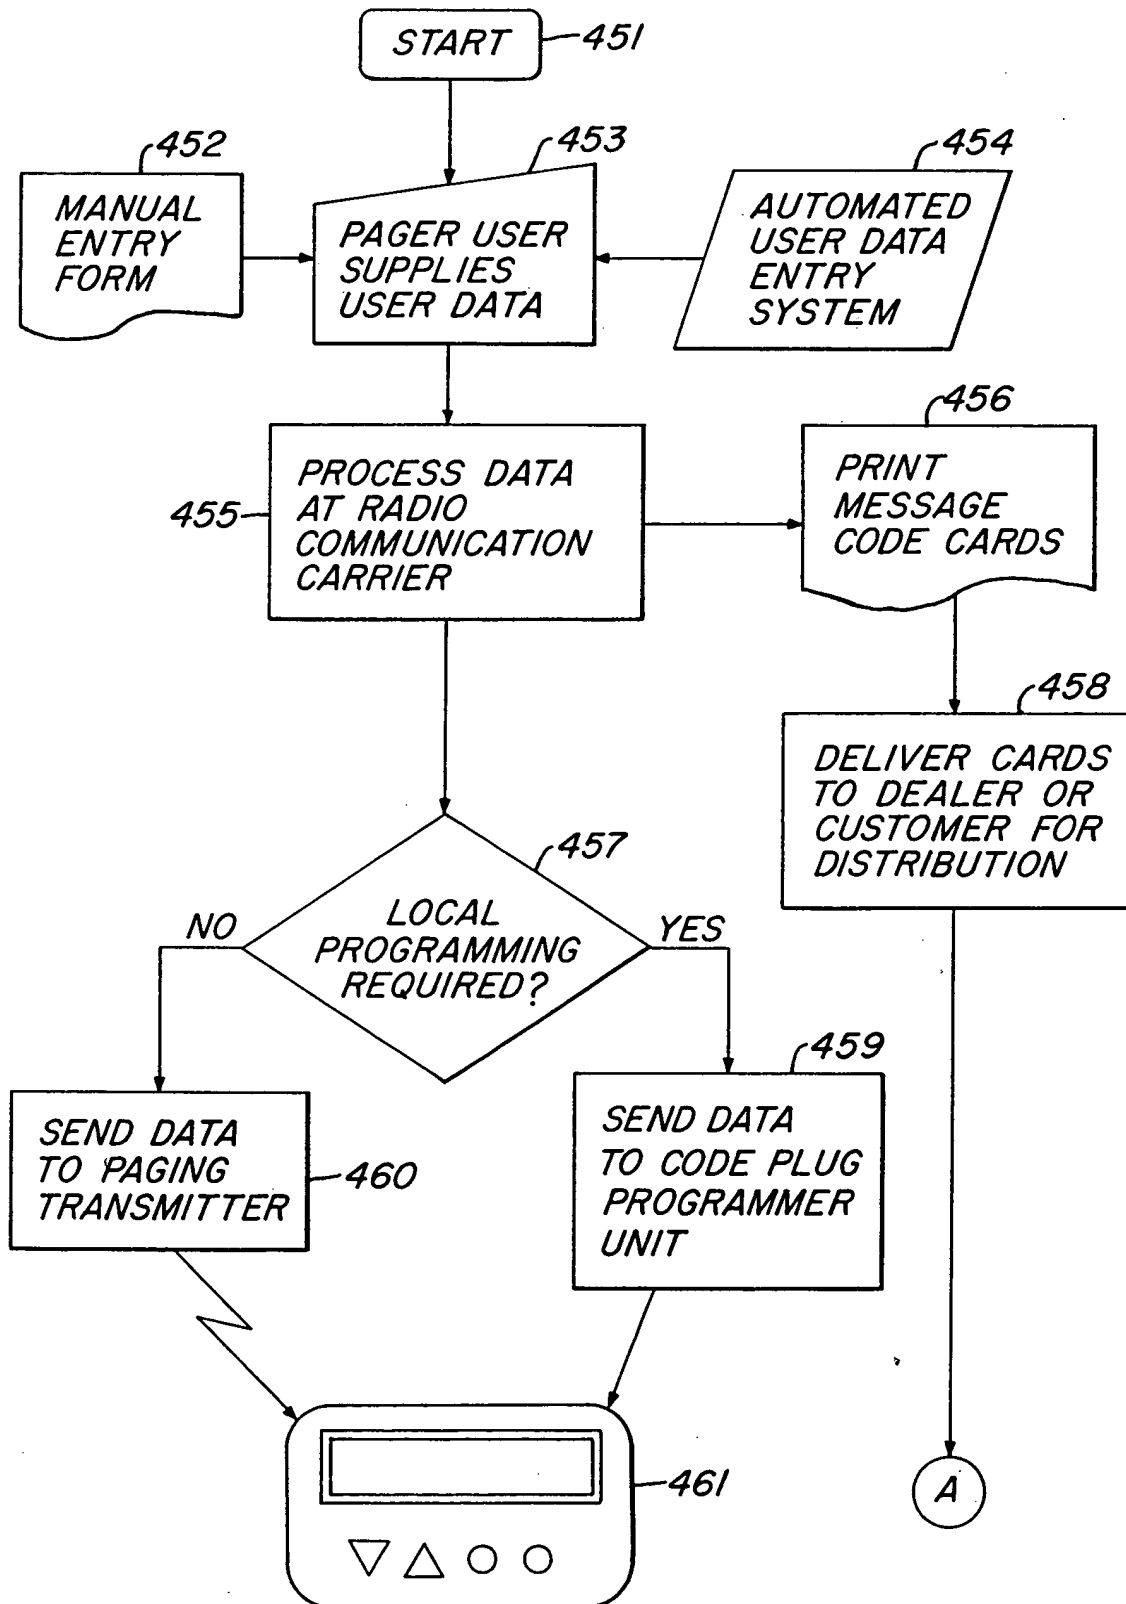 START
451
452
453
454
MANUAL
ENTRY
FORM
PAGER USER
SUPPLIES
USER DATA
AUTOMATED
USER DATA
ENTRY
SYSTEM
455
PROCESS DATA
AT RADIO
COMMUNICATION
CARRIER
456
PRINT
MESSAGE
CODE CARDS
458
DELIVER CARDS
TO DEALER OR
CUSTOMER FOR
DISTRIBUTION
457
LOCAL
PROGRAMMING
REQUIRED?
NO
YES
459
SEND DATA
TO PAGING
TRANSMITTER
460
SEND DATA
TO CODE PLUG
PROGRAMMER
UNIT
461
A